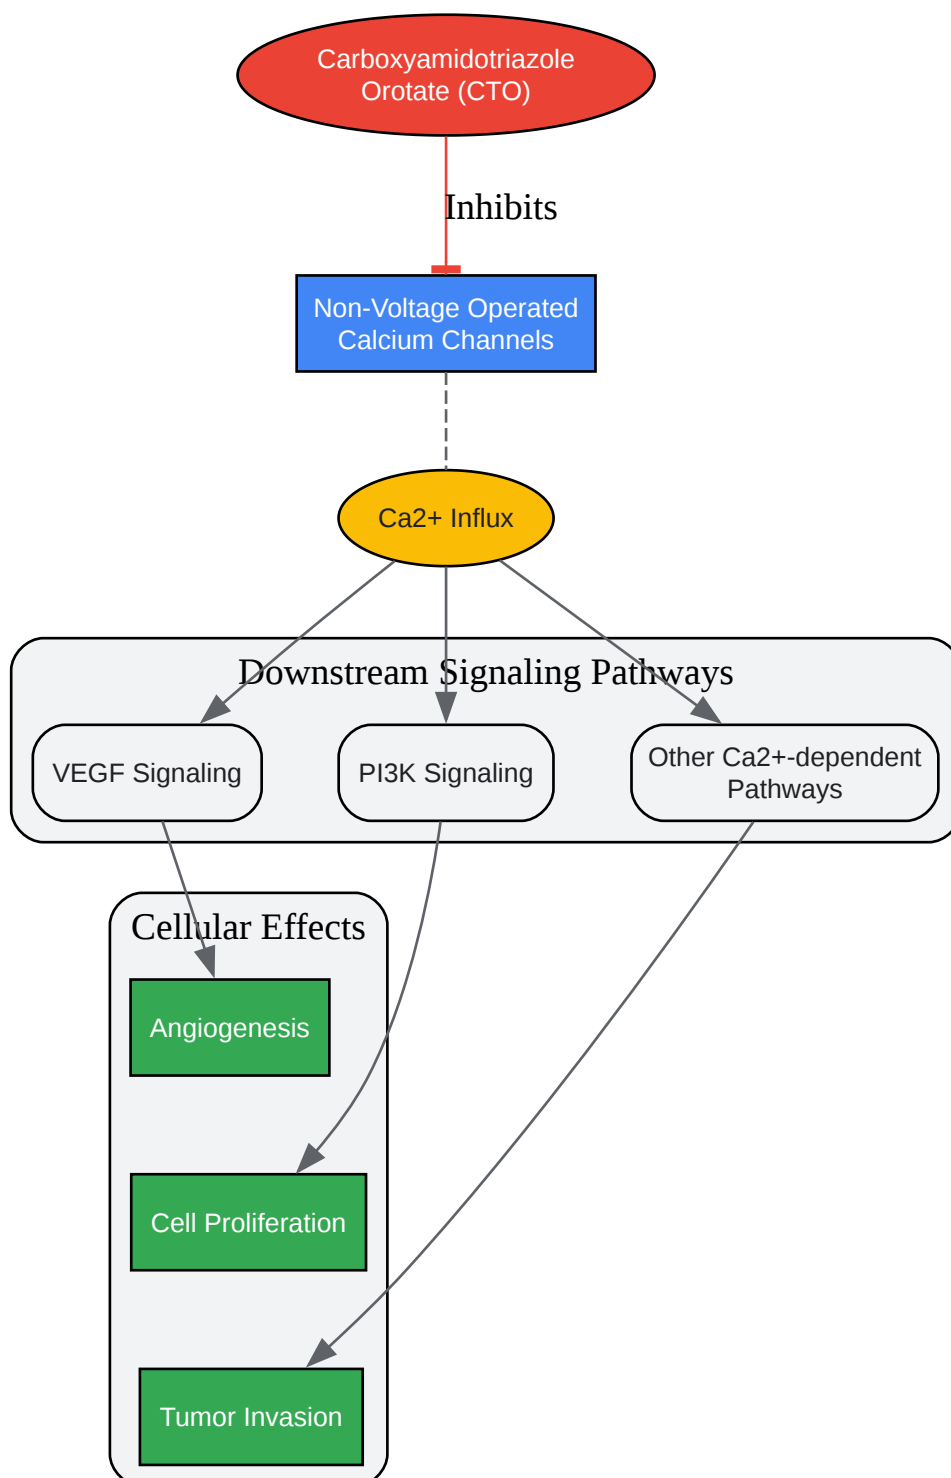 Carboxyamidotriazole
Orotate (CTO)
Inhibits
Non-Voltage Operated
Calcium Channels
Ca2+ Influx
Downstream Signaling Pathways
VEGF Signaling
PI3K Signaling
Other Ca2+-dependent
Pathways
Cellular Effects
Angiogenesis
Cell Proliferation
Tumor Invasion